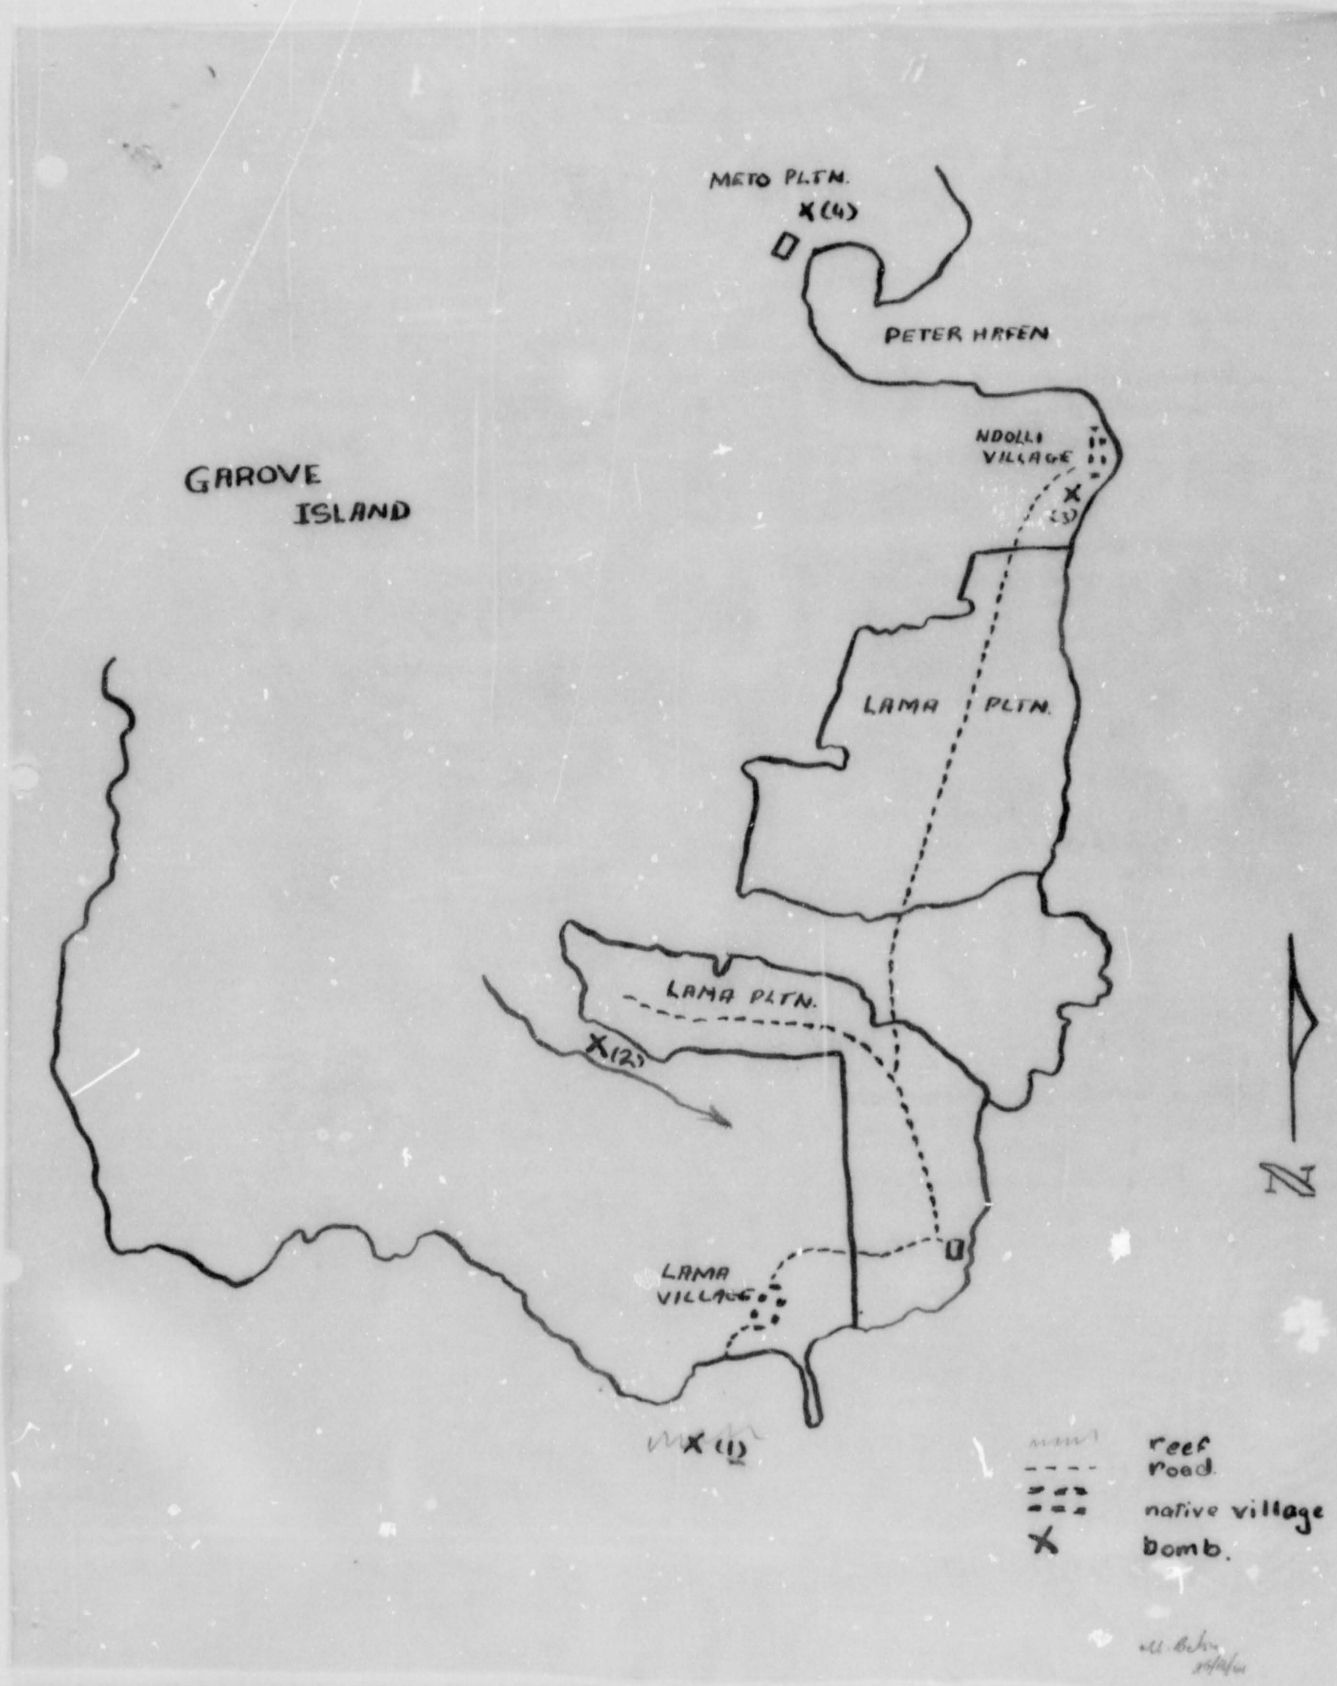 METO PLTN.
X (4)
PETER HAFEN
NDOLLI
VILLAGE
X
(3)
GAROVE
ISLAND
LAMA PLTN.
LAMA PLTN.
X (2)
N
LAMA
VILLAGE
X (1)
reef
road.
native village
X bomb.